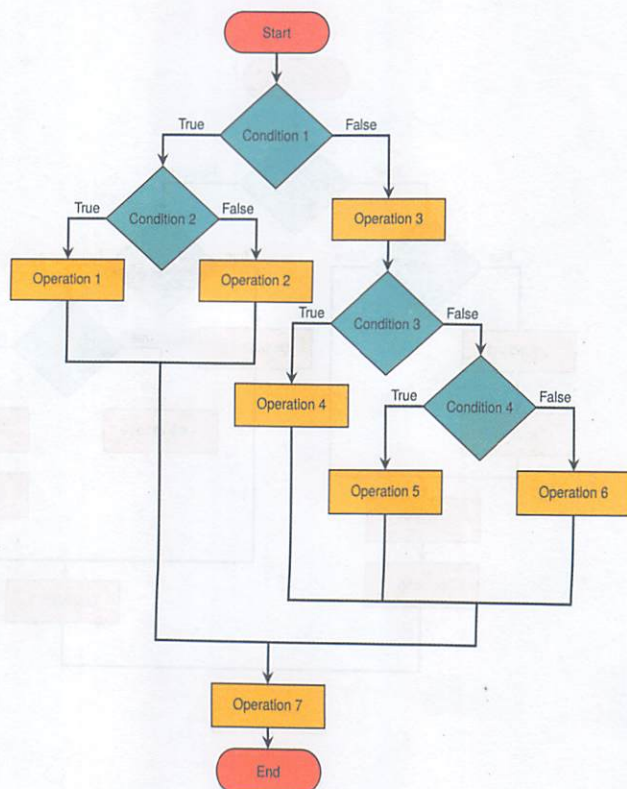 Start
Condition 1
True
False
Condition 2
Operation 3
True
False
Operation 1
Operation 2
Condition 3
True
False
Operation 4
Condition 4
True
False
Operation 5
Operation 6
Operation 7
End